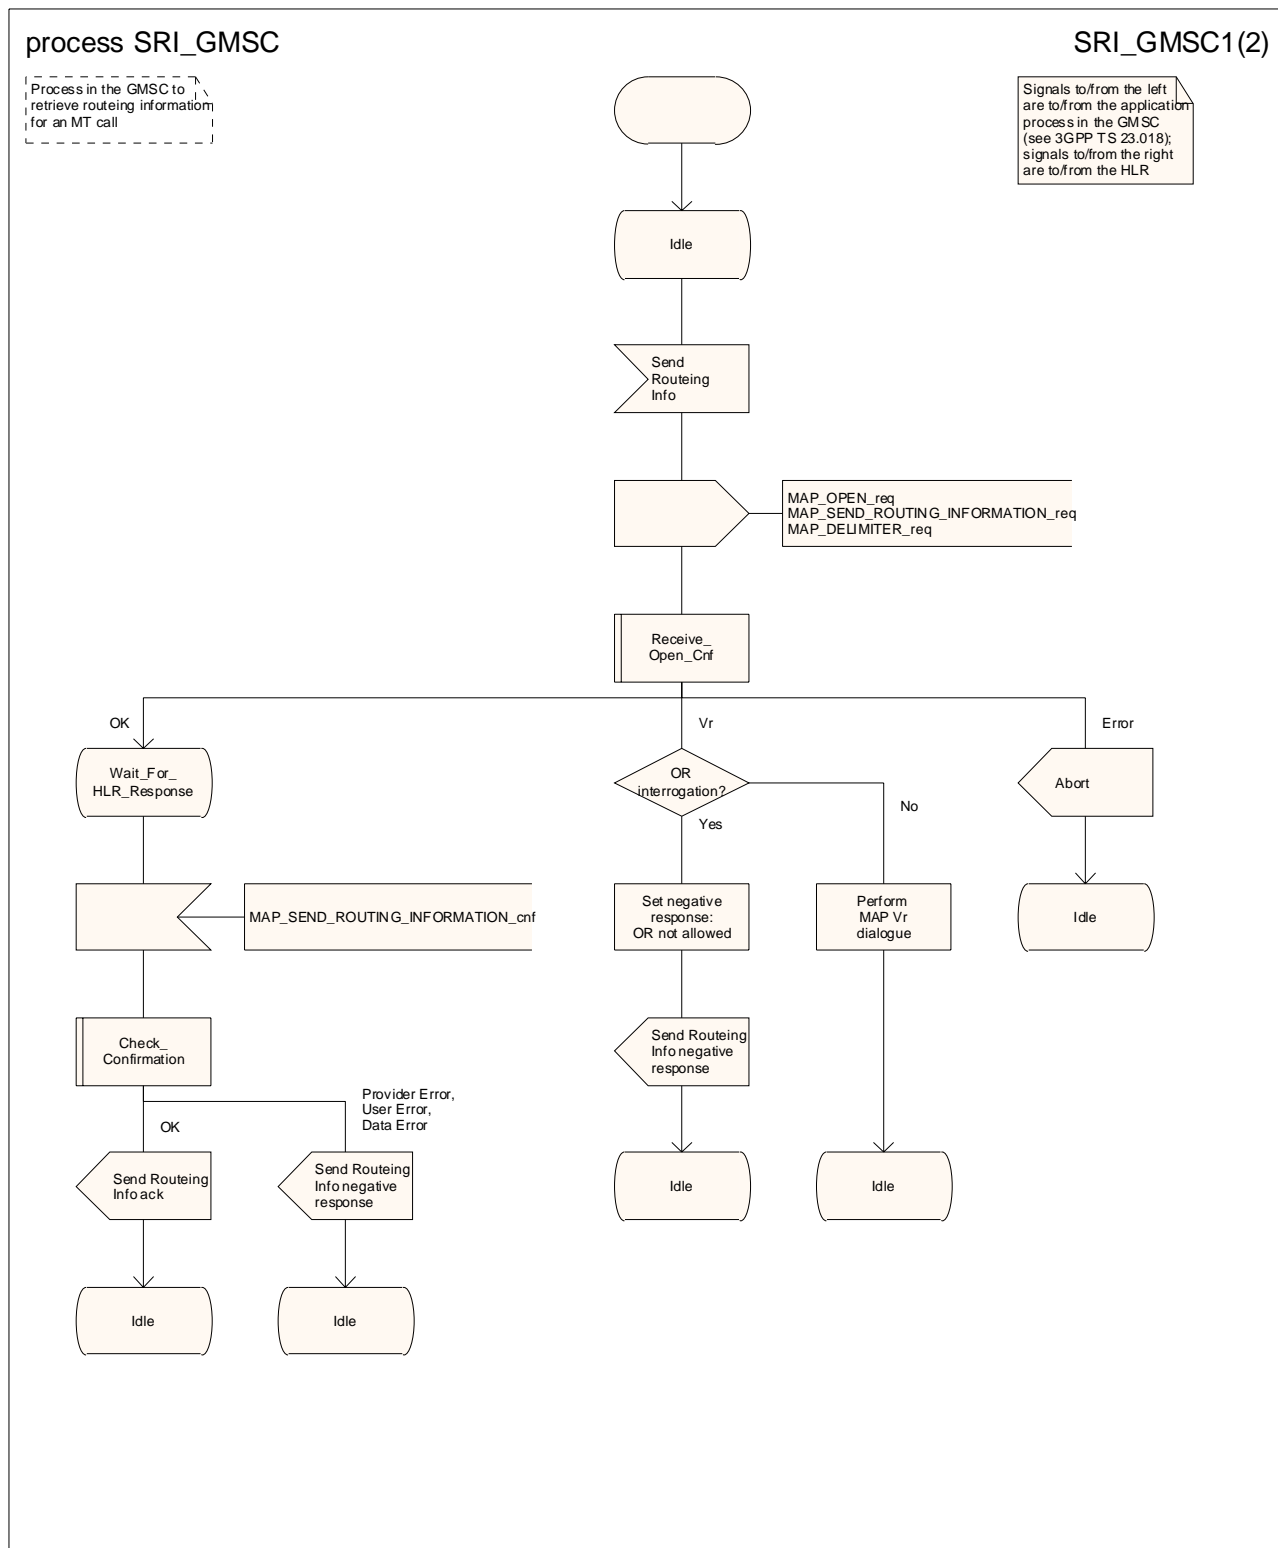 process SRI_GMSC
SRI_GMSC1(2)
Process in the GMSC to
retrieve routeing information
for an MT call
Signals to/from the left
are to/from the application
process in the GMSC
(see 3GPP TS 23.018);
signals to/from the right
are to/from the HLR
Idle
Send
Routeing
Info
MAP_OPEN_req
MAP_SEND_ROUTING_INFORMATION_req
MAP_DELIMITER_req
Receive_
Open_Cnf
OK
Vr
Error
Wait_For_
HLR_Response
OR
interrogation?
Abort
No
Yes
MAP_SEND_ROUTING_INFORMATION_cnf
Set negative
response:
OR not allowed
Perform
MAP Vr
dialogue
Idle
Check_
Confirmation
Send Routeing
Info negative
response
Provider Error,
User Error,
Data Error
OK
Send Routeing
Info ack
Send Routeing
Info negative
response
Idle
Idle
Idle
Idle